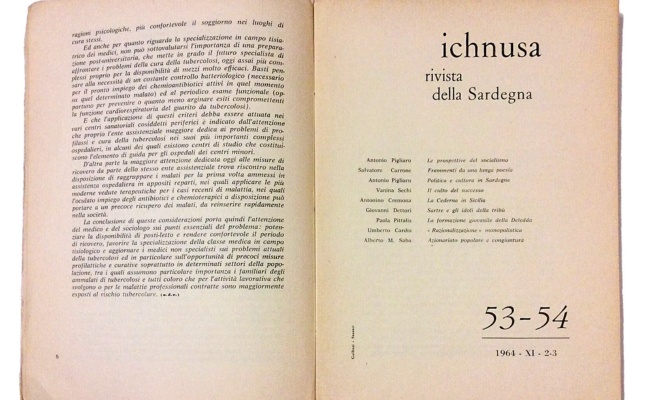 ragioni psicologiche, più confortevole il soggiorno nei luoghi di
cura stessi.
Ed anche per quanto riguarda la specializzazione in campo tisia-
trico dei medici, non può sottovalutarsi l'importanza di una prepara-
zione post-universitaria, che mette in grado il futuro specialista di
affrontare i problemi della cura della tubercolosi, oggi assai più com-
plessi proprio per la disponibilità di mezzi molto efficaci. Basti pen-
sare alla necessità di un costante controllo batteriologico (necessario
per il pronto impiego dei chemioantibiotici attivi in quel momento
su quel determinato malato) ed al periodico esame funzionale (op-
portuno per prevenire o quanto meno arginare esiti compromettenti
la funzione cardiorespiratoria del guarito da tubercolosi).
E che l'applicazione di questi criteri debba essere attuata nei
vari centri sanatoriali cosiddetti periferici è indicato dall'attenzione
che proprio l'ente assistenziale maggiore dedica ai problemi di pro-
filassi e cura della tubercolosi nei suoi più importanti complessi
ospedalieri, in alcuni dei quali esistono centri di studio che costitui-
scono l'elemento di guida per gli ospedali dei centri minori.
D'altra parte la maggiore attenzione dedicata oggi alle misure di
ricovero da parte dello stesso ente assistenziale trova riscontro nella
disposizione di raggruppare i malati per la prima volta ammessi in
assistenza ospedaliera in appositi reparti, nei quali applicare le più
moderne vedute terapeutiche per i casi recenti di malattia, nei quali
l'oculato impiego degli antibiotici e chemioterapici a disposizione può
portare a un precoce ricupero dei malati, da reinserire rapidamente
nella società.
La conclusione di queste considerazioni porta quindi l'attenzione
del medico e del sociologo sui punti essenziali del problema: poten-
ziare la disponibilità di posti-letto e rendere confortevole il periodo
di ricovero, favorire la specializzazione della classe medica in campo
tisiologico e aggiornare i medici non specialisti sui problemi attuali
della tubercolosi ed in particolare sull'opportunità di precoci misure
profilattiche e curative soprattutto in determinati settori della popo-
lazione, tra i quali assumono particolare importanza i familiari degli
ammalati di tubercolosi e tutti coloro che per l'attività lavorativa che
svolgono o per le malattie professionali contratte sono maggiormente
esposti al rischio tubercolare. (n.d.r.)
ichnusa
rivista
della Sardegna
Antonio Pigliaru Le prospettive del socialismo
Salvatore Carrone Frammenti da una lunga poesia
Antonio Pigliaru Politica e cultura in Sardegna
Vanina Sechi Il culto del successo
Antonino Cremona La Cederna in Sicilia
Giovanni Dettori Sartre e gli idoli della tribù
Paola Pittalis La formazione giovanile della Deledda
Umberto Cardia «Razionalizzazione» monopolistica
Alberto M. Saba Azionariato popolare e congiuntura
53-54
1964 - XI - 2-3
Gallizzi - Sassari